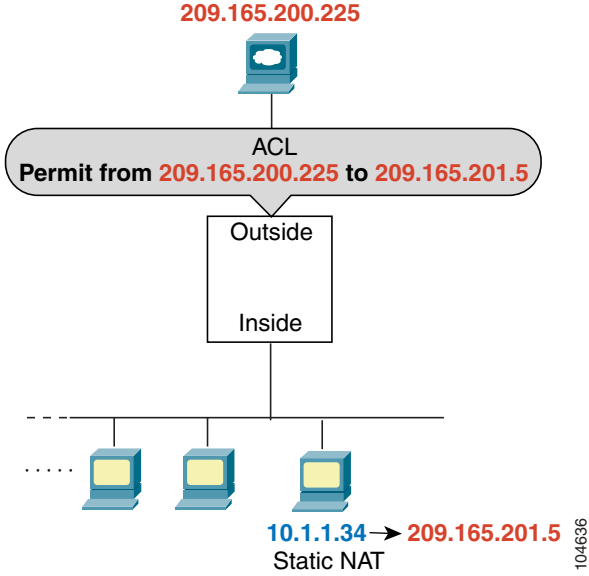 209.165.200.225
ACL
Permit from 209.165.200.225 to 209.165.201.5
Outside
Inside
10.1.1.34 → 209.165.201.5
Static NAT
104636